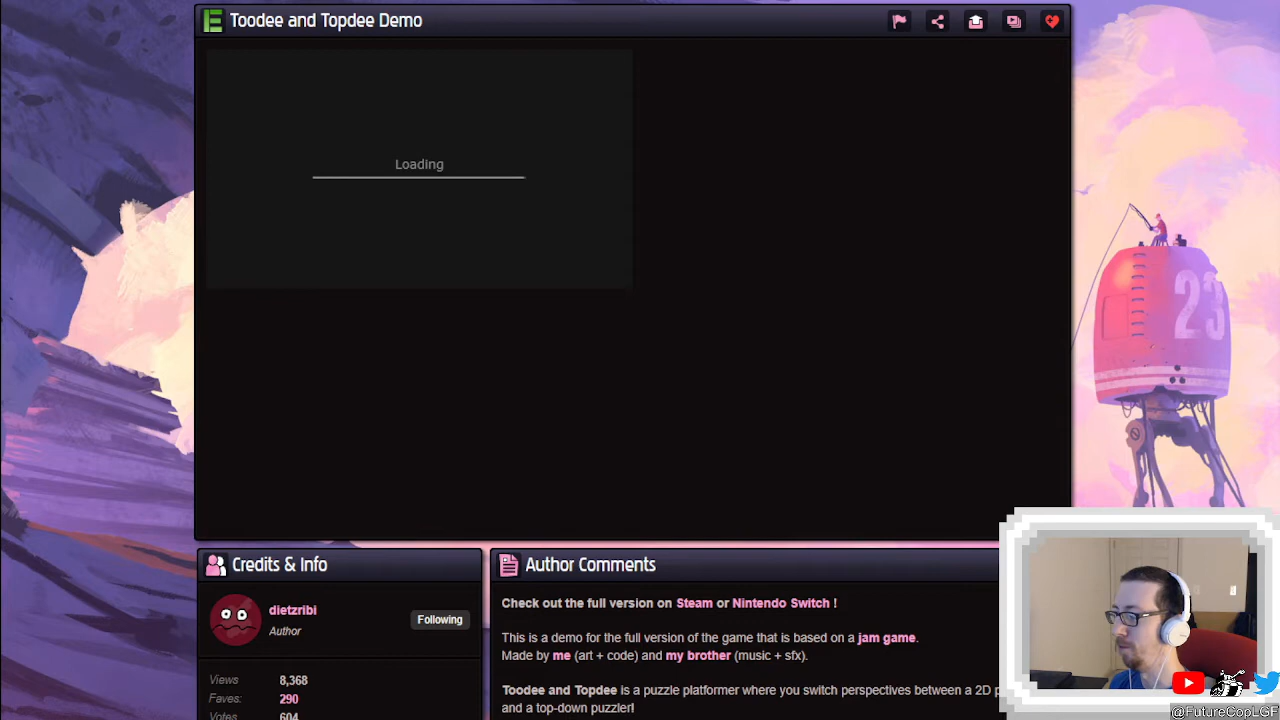 Toodee and Topdee Demo
Loading
23
Credits & Info
dietzribi
Author
Following
Views 8,368
Faves: 290
Votes 604
Author Comments
Check out the full version on Steam or Nintendo Switch !
This is a demo for the full version of the game that is based on a jam game.
Made by me (art + code) and my brother (music + sfx).
Toodee and Topdee is a puzzle platformer where you switch perspectives between a 2D
and a top-down puzzler!
@FutureCopLGF